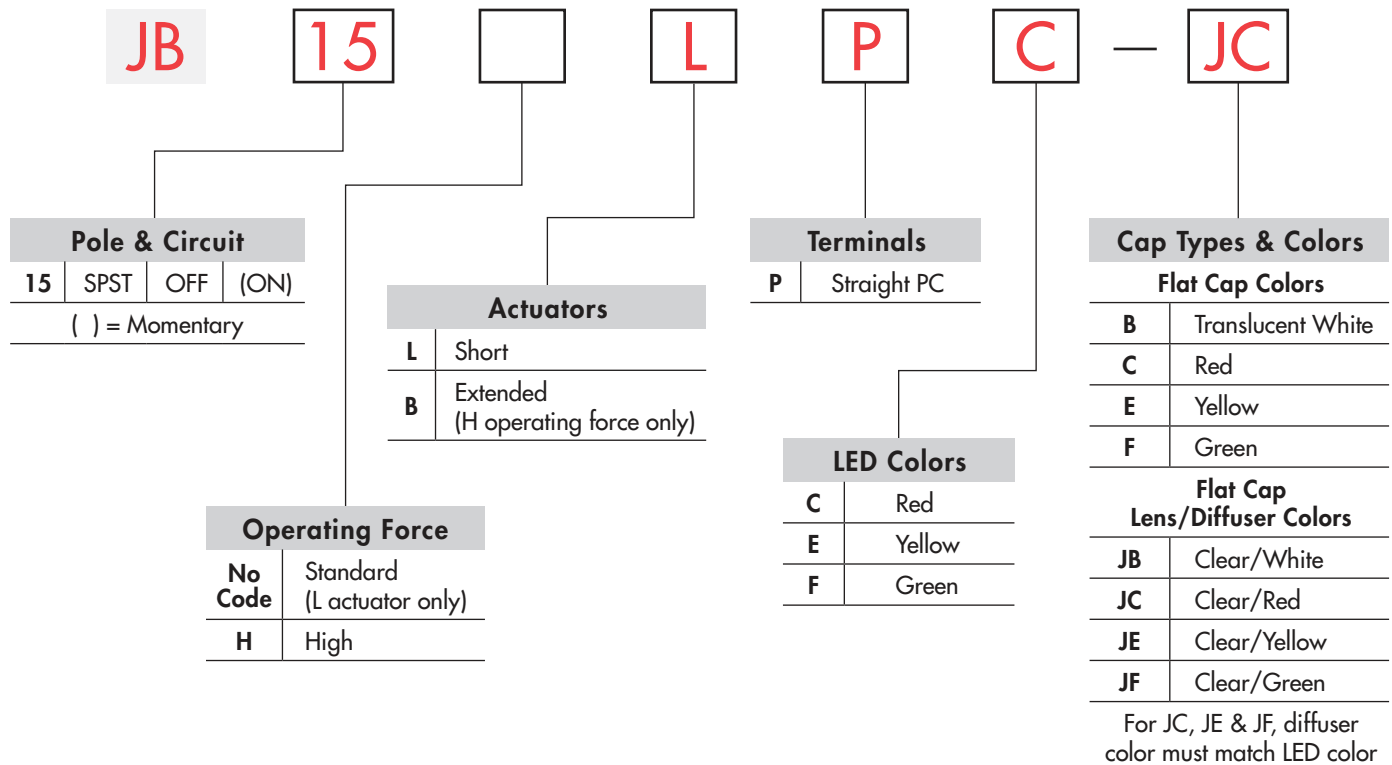 JB 15 L P C — JC
Pole & Circuit
15 SPST OFF (ON)
( ) = Momentary
Operating Force
No Code Standard
(L actuator only)
H High
Actuators
L Short
B Extended
(H operating force only)
Terminals
P Straight PC
LED Colors
C Red
E Yellow
F Green
Cap Types & Colors
Flat Cap Colors
B Translucent White
C Red
E Yellow
F Green
Flat Cap
Lens/Diffuser Colors
JB Clear/White
JC Clear/Red
JE Clear/Yellow
JF Clear/Green
For JC, JE & JF, diffuser
color must match LED color